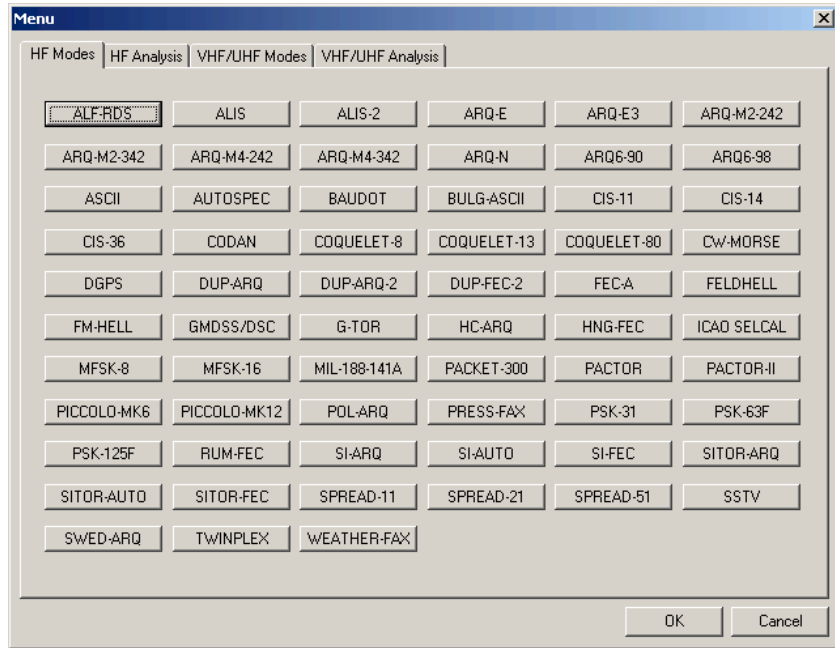 Menu
HF Modes HF Analysis VHF/UHF Modes VHF/UHF Analysis
ALF-RDS ALIS ALIS-2 ARQ-E ARQ-E3 ARQ-M2-242
ARQ-M2-342 ARQ-M4-242 ARQ-M4-342 ARQ-N ARQ6-90 ARQ6-98
ASCII AUTOSPEC BAUDOT BULG-ASCII CIS-11 CIS-14
CIS-36 CODAN COQUELET-8 COQUELET-13 COQUELET-80 CW-MORSE
DGPS DUP-ARQ DUP-ARQ-2 DUP-FEC-2 FEC-A FELDHELL
FM-HELL GMDSS/DSC G-TOR HC-ARQ HNG-FEC ICAO SELCAL
MFSK-8 MFSK-16 MIL-188-141A PACKET-300 PACTOR PACTOR-II
PICCOLO-MK6 PICCOLO-MK12 POL-ARQ PRESS-FAX PSK-31 PSK-63F
PSK-125F RUM-FEC SI-ARQ SI-AUTO SI-FEC SITOR-ARQ
SITOR-AUTO SITOR-FEC SPREAD-11 SPREAD-21 SPREAD-51 SSTV
SWED-ARQ TWINPLEX WEATHER-FAX
OK Cancel